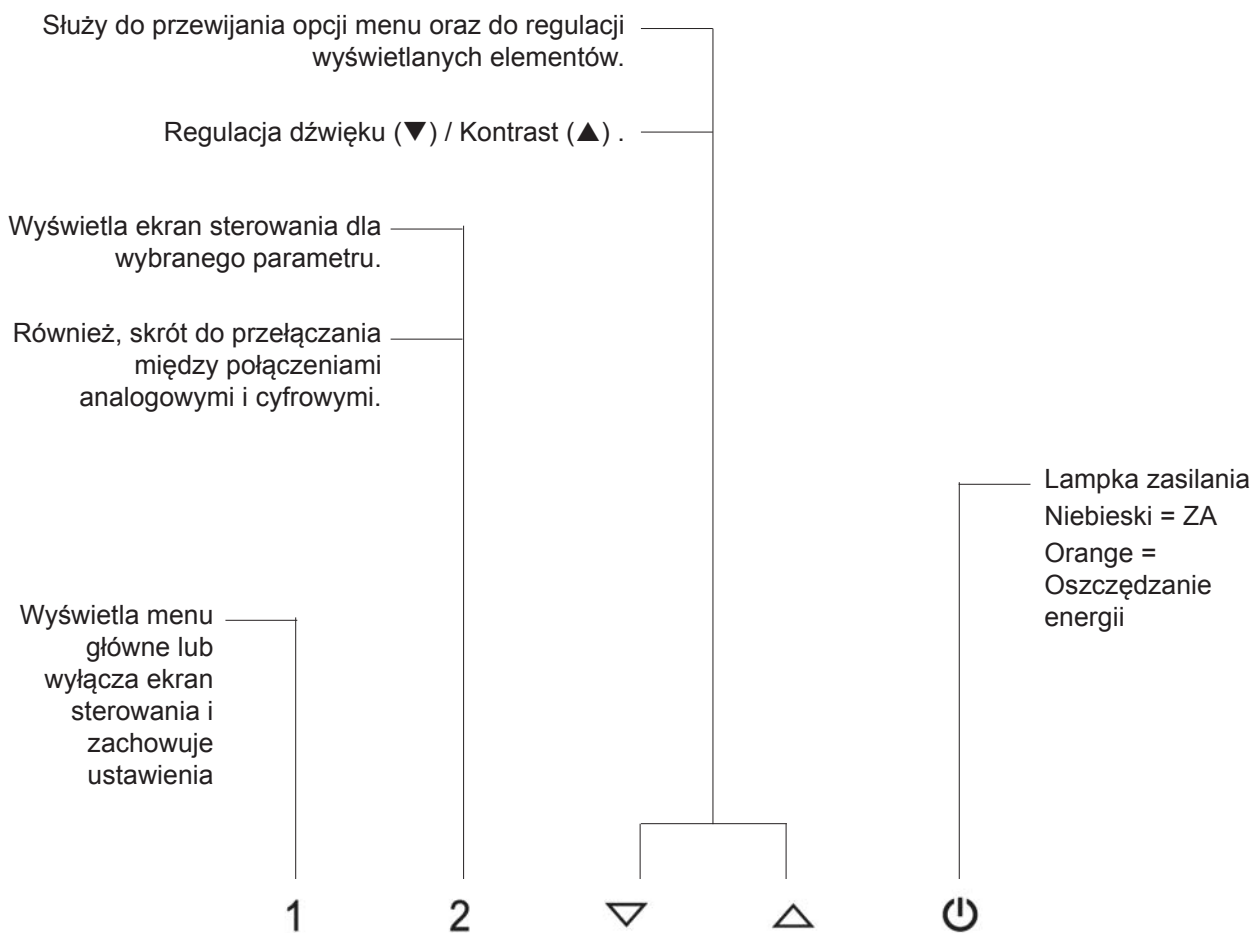 Służy do przewijania opcji menu oraz do regulacji
wyświetlanych elementów.
Regulacja dźwięku (▼) / Kontrast (▲) .
Wyświetla ekran sterowania dla
wybranego parametru.
Również, skrót do przełączania
między połączeniami
analogowymi i cyfrowymi.
Lampka zasilania
Niebieski = ZA
Orange =
Oszczędzanie
energii
Wyświetla menu
główne lub
wyłącza ekran
sterowania i
zachowuje
ustawienia
1 2 ▽ △ ⏻